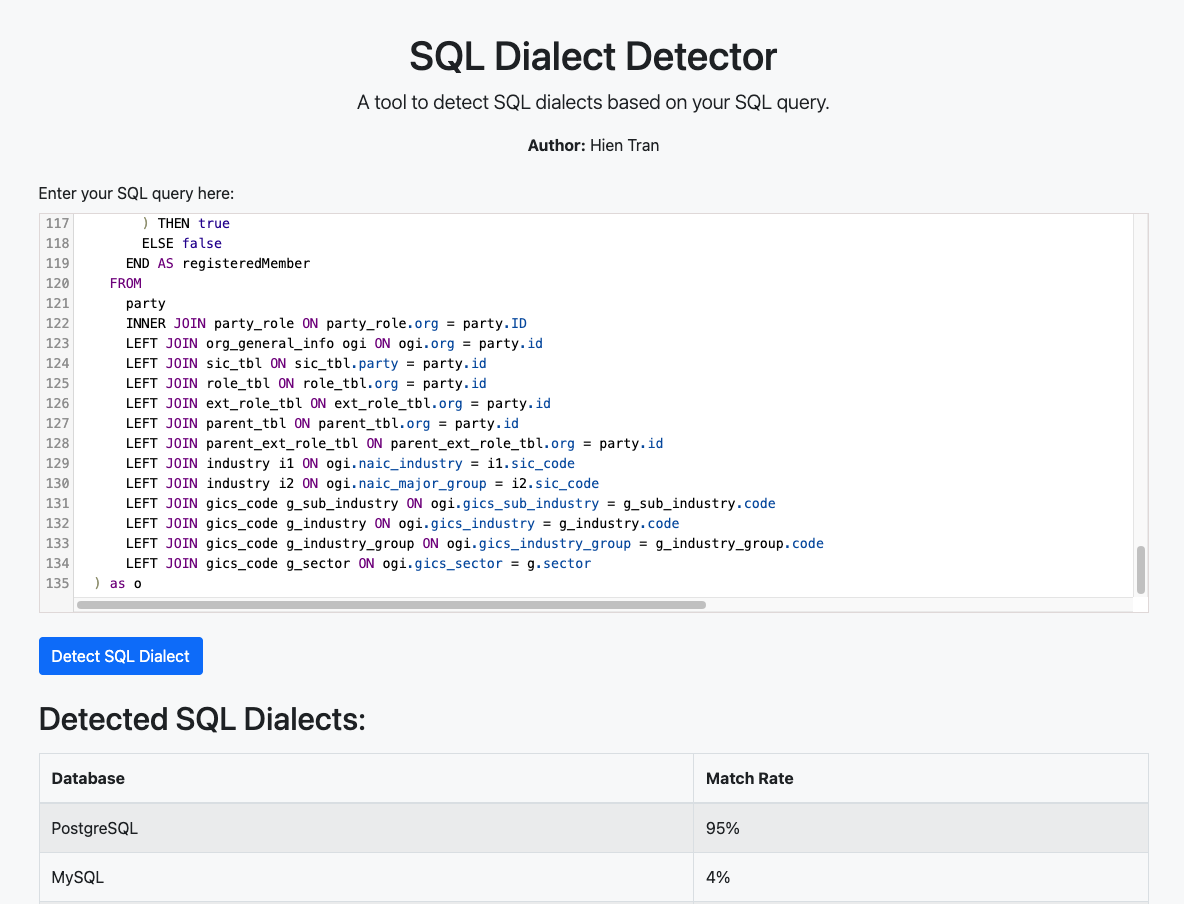 SQL Dialect Detector
A tool to detect SQL dialects based on your SQL query.
Author: Hien Tran
Enter your SQL query here:
117 ) THEN true
118 ELSE false
119 END AS registeredMember
120 FROM
121 party
122 INNER JOIN party_role ON party_role.org = party.ID
123 LEFT JOIN org_general_info ogi ON ogi.org = party.id
124 LEFT JOIN sic_tbl ON sic_tbl.party = party.id
125 LEFT JOIN role_tbl ON role_tbl.org = party.id
126 LEFT JOIN ext_role_tbl ON ext_role_tbl.org = party.id
127 LEFT JOIN parent_tbl ON parent_tbl.org = party.id
128 LEFT JOIN parent_ext_role_tbl ON parent_ext_role_tbl.org = party.id
129 LEFT JOIN industry i1 ON ogi.naic_industry = i1.sic_code
130 LEFT JOIN industry i2 ON ogi.naic_major_group = i2.sic_code
131 LEFT JOIN gics_code g_sub_industry ON ogi.gics_sub_industry = g_sub_industry.code
132 LEFT JOIN gics_code g_industry ON ogi.gics_industry = g_industry.code
133 LEFT JOIN gics_code g_industry_group ON ogi.gics_industry_group = g_industry_group.code
134 LEFT JOIN gics_code g_sector ON ogi.gics_sector = g.sector
135 ) as o
Detect SQL Dialect
Detected SQL Dialects:
Database Match Rate
PostgreSQL 95%
MySQL 4%